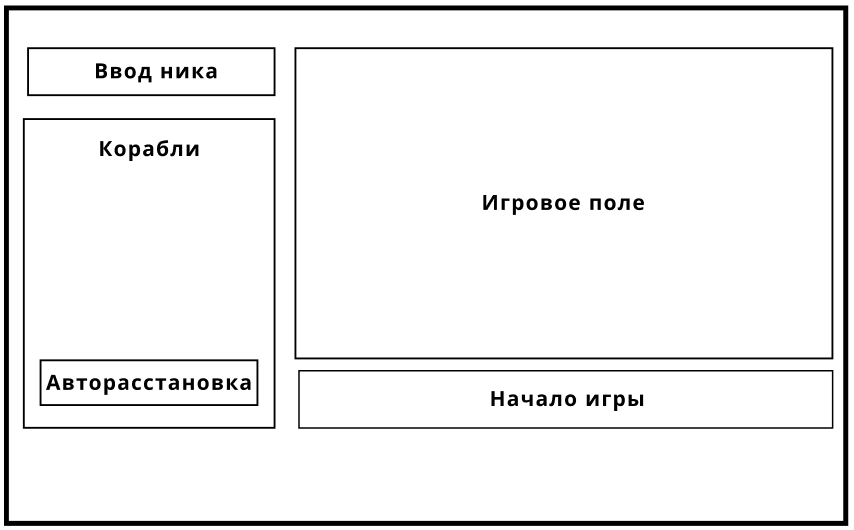 Ввод ника
Корабли
Авторасстановка
Игровое поле
Начало игры